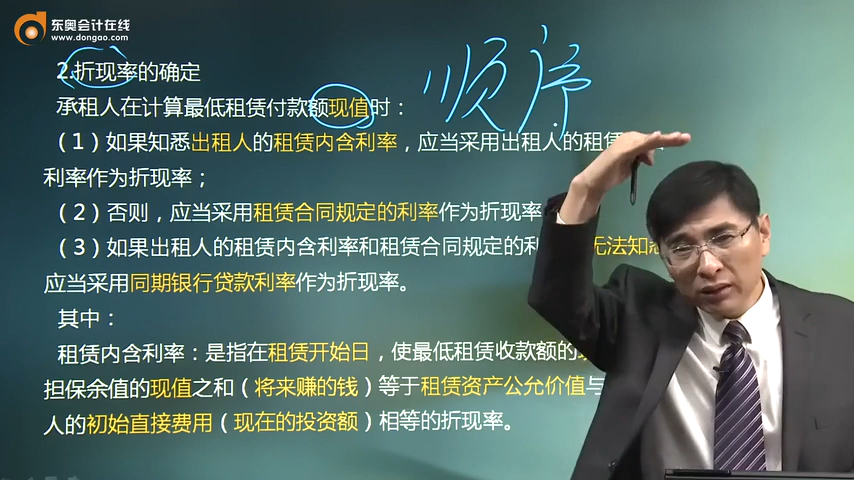 东奥会计在线
www.dongao.com
顺序
2.折现率的确定
承租人在计算最低租赁付款额现值时：
（1）如果知悉出租人的租赁内含利率，应当采用出租人的租赁
利率作为折现率；
（2）否则，应当采用租赁合同规定的利率作为折现率
（3）如果出租人的租赁内含利率和租赁合同规定的利 无法知悉
应当采用同期银行贷款利率作为折现率。
其中：
租赁内含利率：是指在租赁开始日，使最低租赁收款额的
担保余值的现值之和（将来赚的钱）等于租赁资产公允价值与
人的初始直接费用（现在的投资额）相等的折现率。